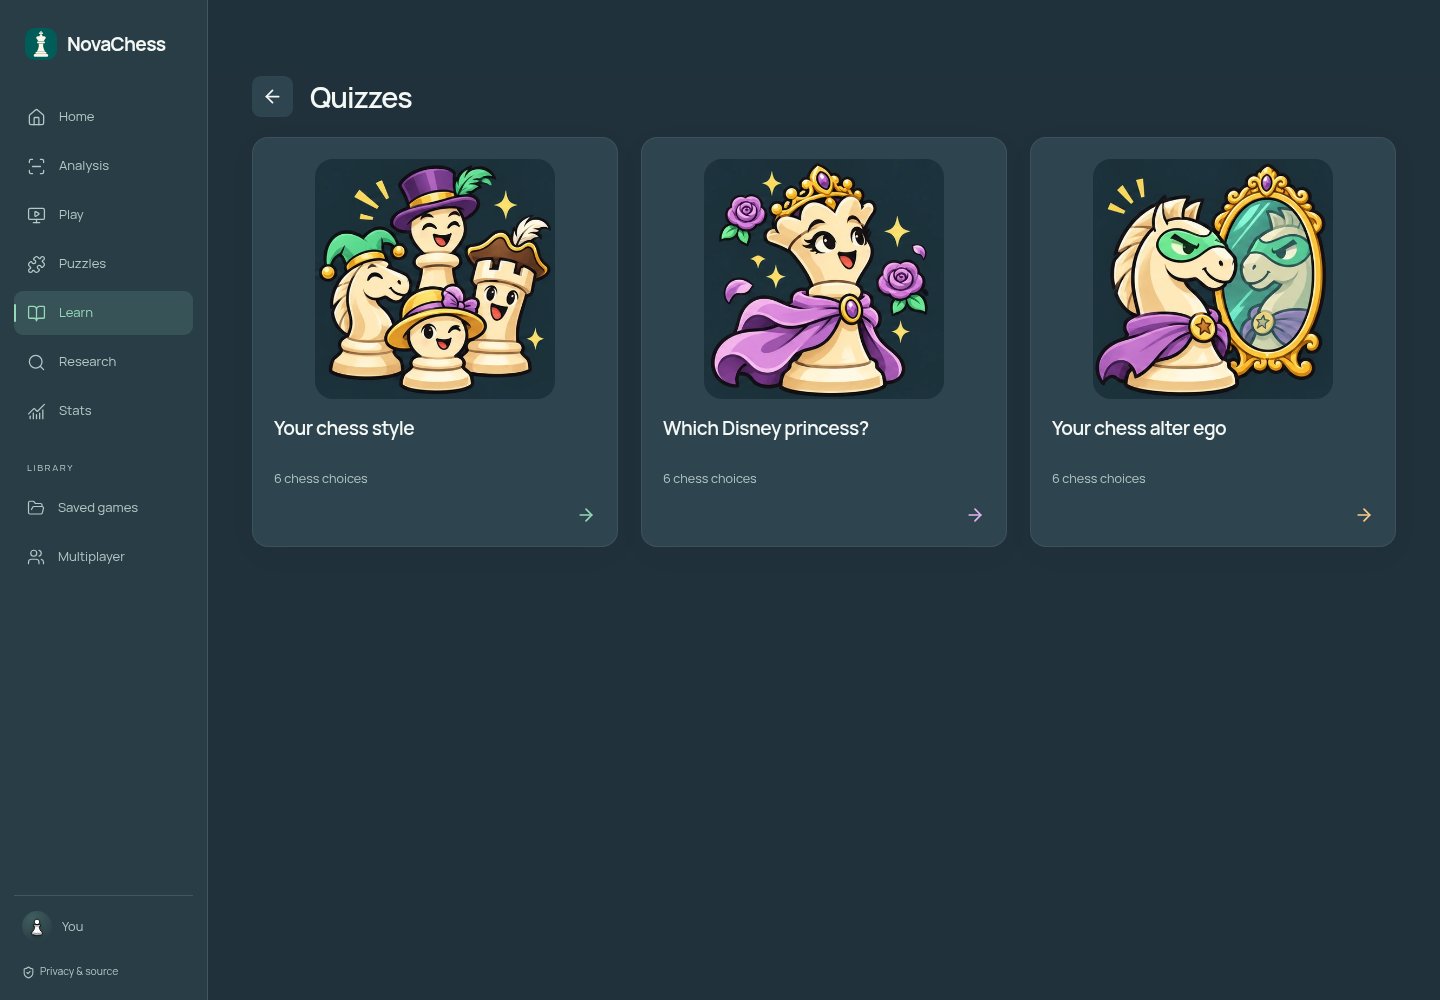 NovaChess
Home
Analysis
Play
Puzzles
Learn
Research
Stats
LIBRARY
Saved games
Multiplayer
You
Privacy & source
Quizzes
Your chess style
6 chess choices
Which Disney princess?
6 chess choices
Your chess alter ego
6 chess choices